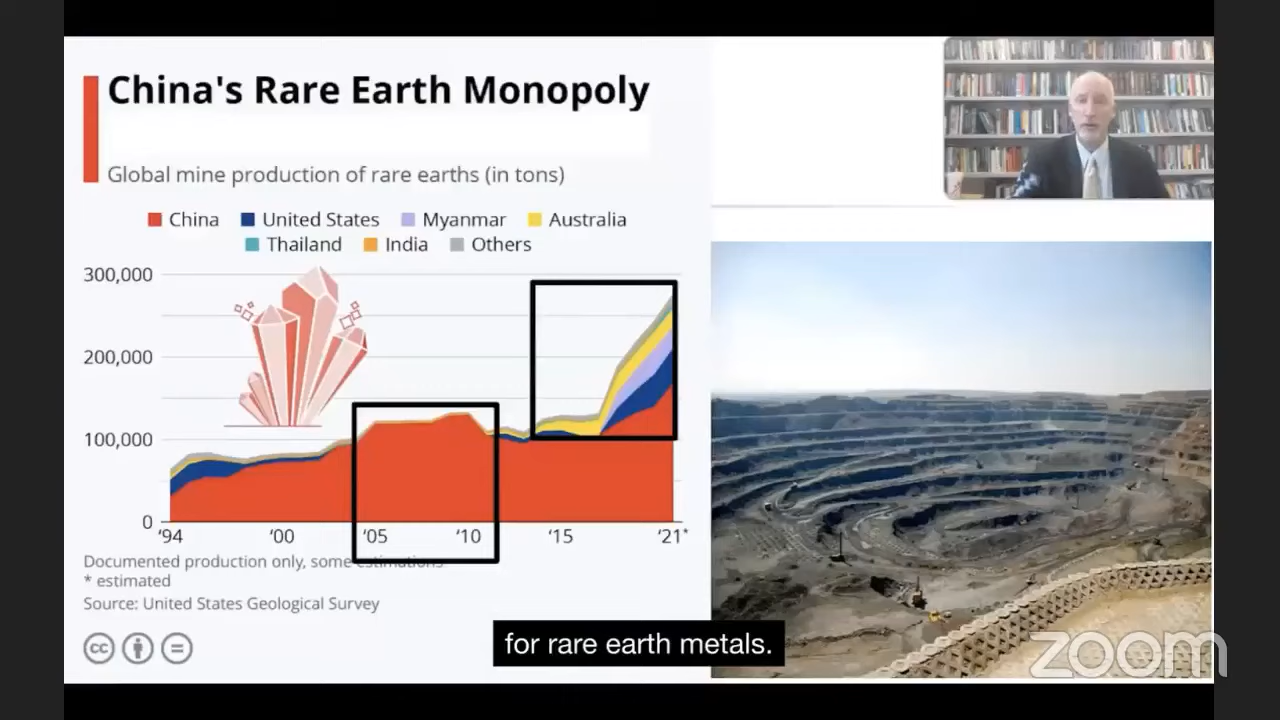 China's Rare Earth Monopoly
Global mine production of rare earths (in tons)
China United States Myanmar Australia
Thailand India Others
300,000
200,000
100,000
0
'94 '00 '05 '10 '15 '21*
Documented production only, some estimations
* estimated
Source: United States Geological Survey
cc
for rare earth metals.
zoom